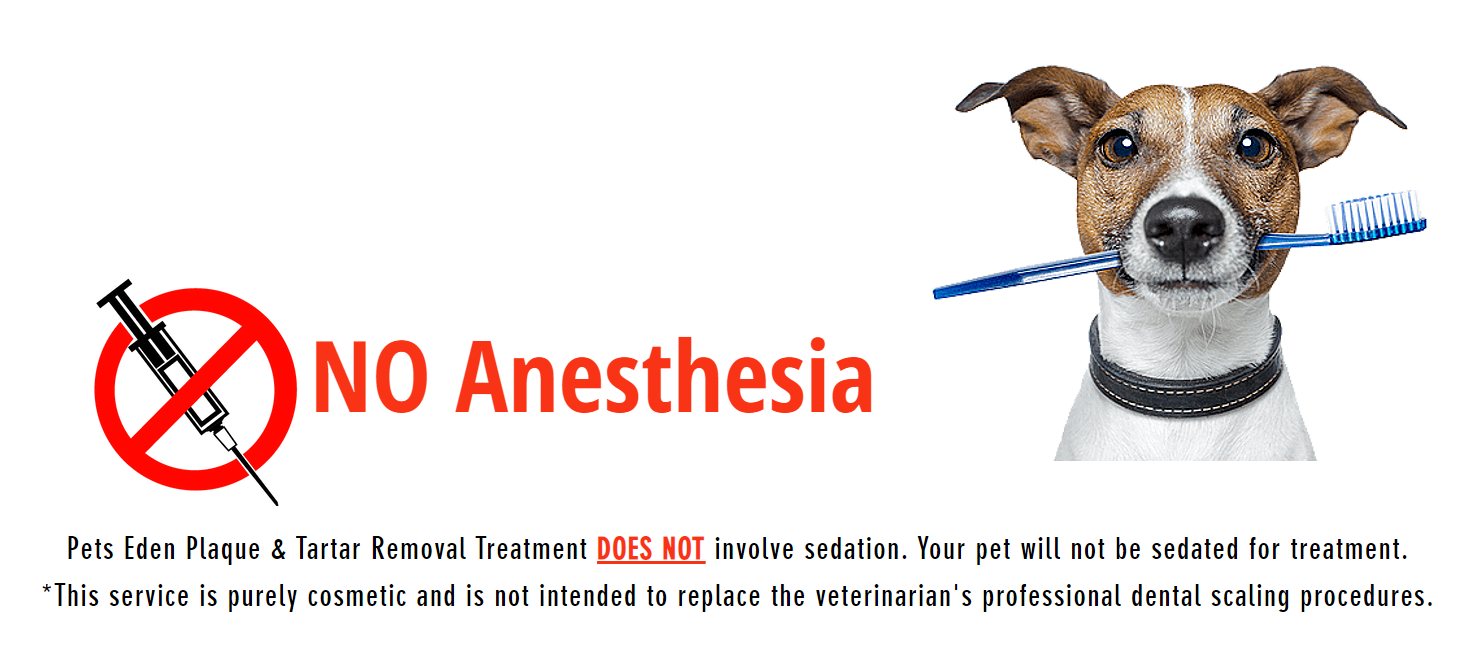 NO Anesthesia
Pets Eden Plaque & Tartar Removal Treatment DOES NOT involve sedation. Your pet will not be sedated for treatment.
*This service is purely cosmetic and is not intended to replace the veterinarian's professional dental scaling procedures.